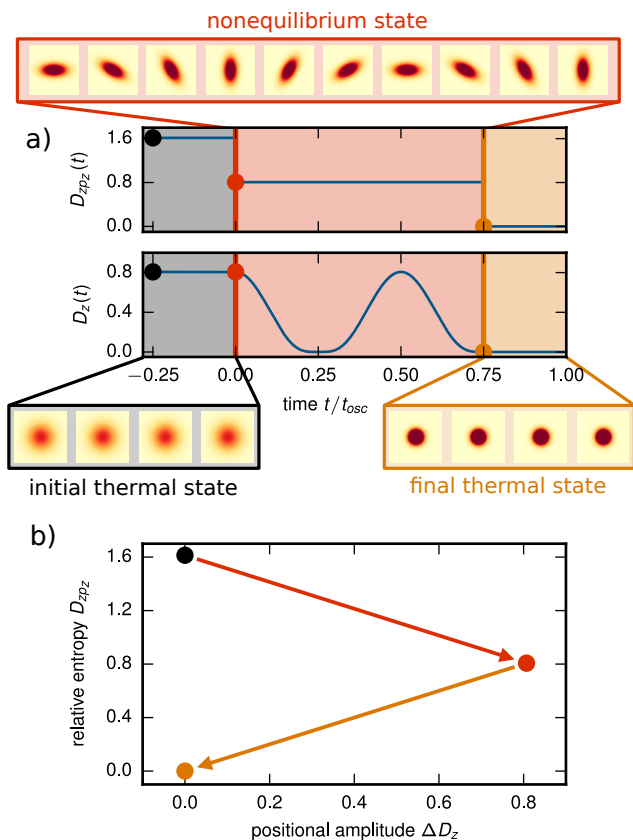 nonequilibrium state
a)
D_{zp_z}(t)
1.6
0.8
0.0
D_z(t)
0.8
0.4
0.0
−0.25 0.00 0.25 0.50 0.75 1.00
time t/t_{osc}
initial thermal state
final thermal state
b)
relative entropy D_{zp_z}
1.6
1.2
0.8
0.4
0.0
0.0 0.2 0.4 0.6 0.8
positional amplitude ΔD_z